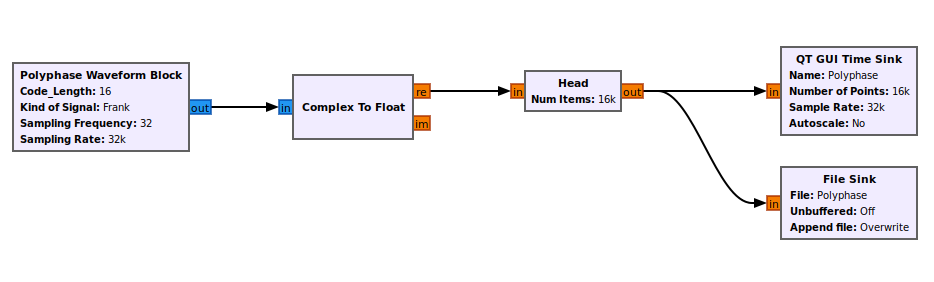 Polyphase Waveform Block
Code_Length: 16
Kind of Signal: Frank
Sampling Frequency: 32
Sampling Rate: 32k
out
in
Complex To Float
re
im
in
Head
Num Items: 16k
out
in
QT GUI Time Sink
Name: Polyphase
Number of Points: 16k
Sample Rate: 32k
Autoscale: No
in
File Sink
File: Polyphase
Unbuffered: Off
Append file: Overwrite